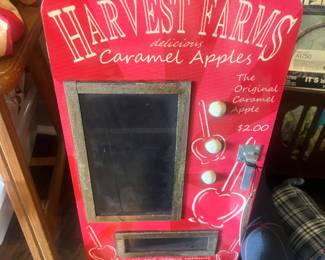 HARVEST FARMS
delicious
Caramel Apples
The
Original
Caramel
Apple
$2.00